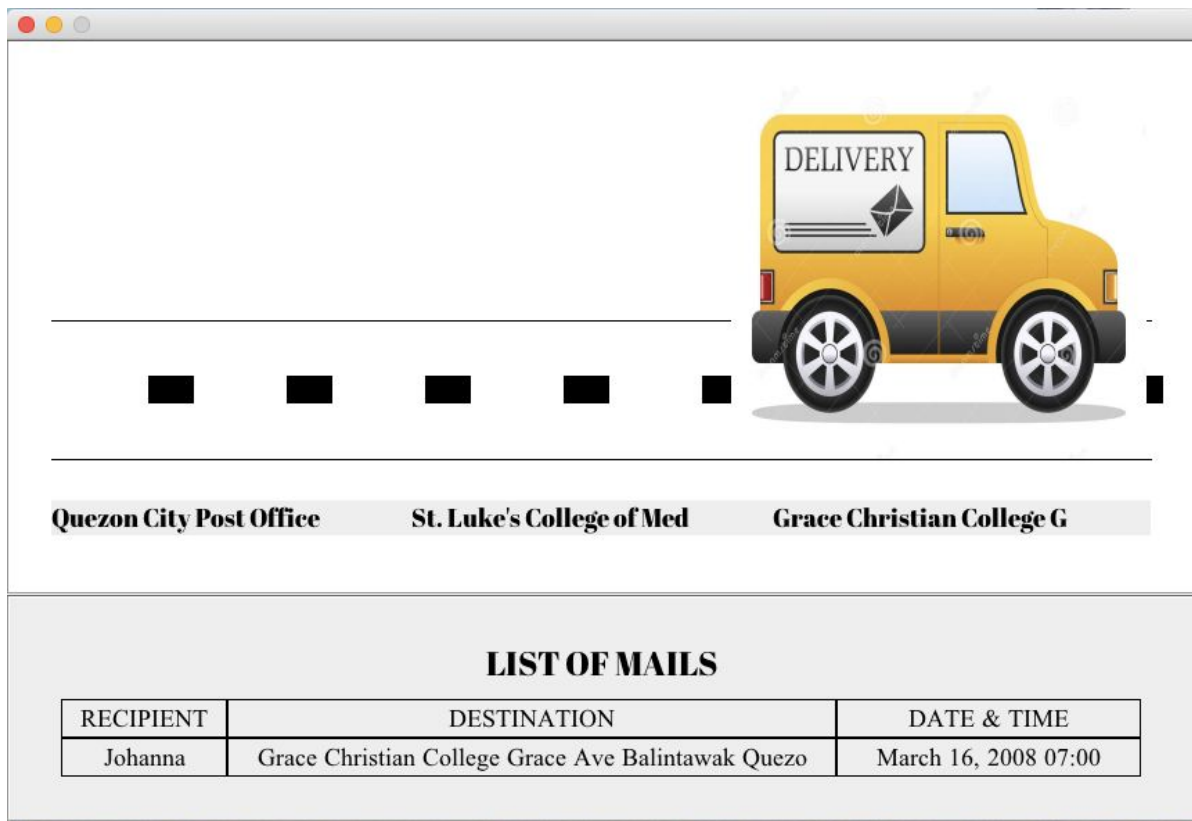 DELIVERY
Quezon City Post Office St. Luke's College of Med Grace Christian College G
LIST OF MAILS
RECIPIENT DESTINATION DATE & TIME
Johanna Grace Christian College Grace Ave Balintawak Quezo March 16, 2008 07:00